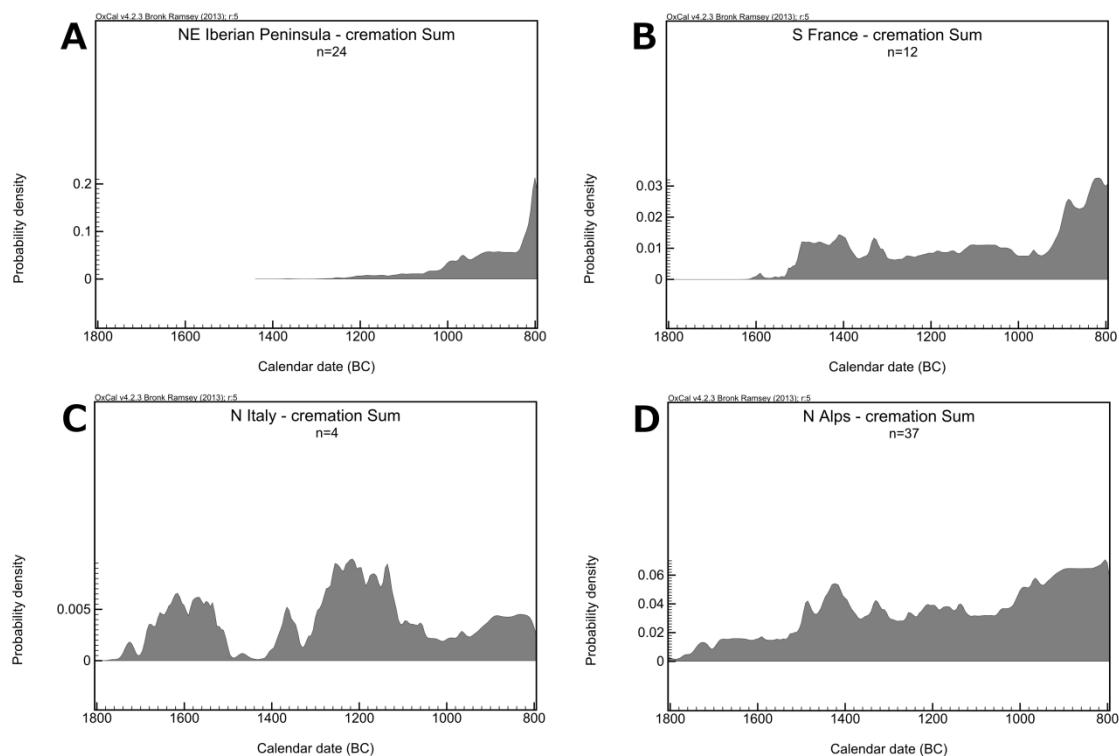 OxCal v4.2.3 Bronk Ramsey (2013); r:5
A
NE Iberian Peninsula - cremation Sum
n=24
Probability density
0.2
0.1
0
1800 1600 1400 1200 1000 800
Calendar date (BC)
OxCal v4.2.3 Bronk Ramsey (2013); r:5
B
S France - cremation Sum
n=12
Probability density
0.03
0.02
0.01
0
1800 1600 1400 1200 1000 800
Calendar date (BC)
OxCal v4.2.3 Bronk Ramsey (2013); r:5
C
N Italy - cremation Sum
n=4
Probability density
0.005
0
1800 1600 1400 1200 1000 800
Calendar date (BC)
OxCal v4.2.3 Bronk Ramsey (2013); r:5
D
N Alps - cremation Sum
n=37
Probability density
0.06
0.04
0.02
0
1800 1600 1400 1200 1000 800
Calendar date (BC)